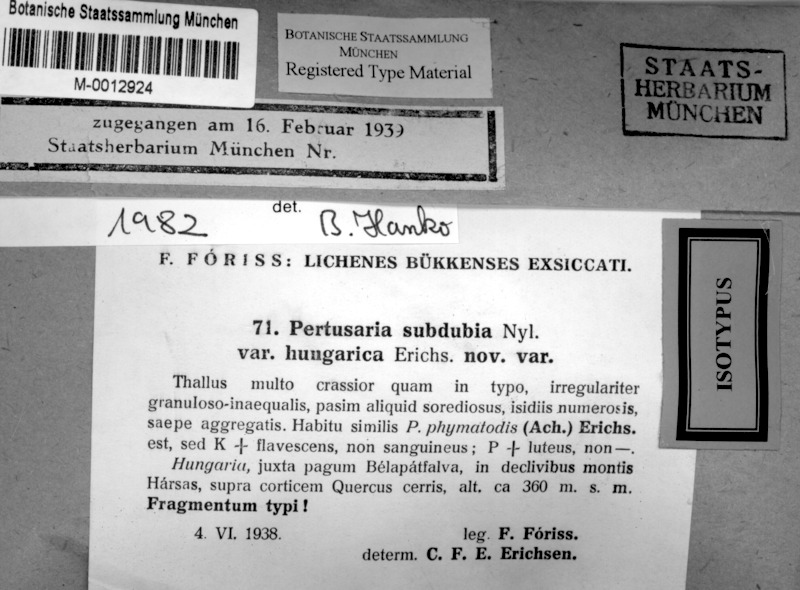 Botanische Staatssammlung München
M-0012924
BOTANISCHE STAATSSAMMLUNG
MÜNCHEN
Registered Type Material
STAATS-
HERBARIUM
MÜNCHEN
zugegangen am 16. Februar 1939
Staatsherbarium München Nr.
1982 det. B. Hanko
F. FÓRISS: LICHENES BÜKKENSES EXSICCATI.
71. Pertusaria subdubia Nyl.
var. hungarica Erichs. nov. var.
Thallus multo crassior quam in typo, irregulariter
granuloso-inaequalis, pasim aliquid sorediosus, isidiis numerosis,
saepe aggregatis. Habitu similis P. phymatodis (Ach.) Erichs.
est, sed K + flavescens, non sanguineus; P + luteus, non —.
Hungaria, juxta pagum Bélapátfalva, in declivibus montis
Hársas, supra corticem Quercus cerris, alt. ca 360 m. s. m.
Fragmentum typi!
4. VI. 1938. leg. F. Fóriss.
determ. C. F. E. Erichsen.
ISOTYPUS